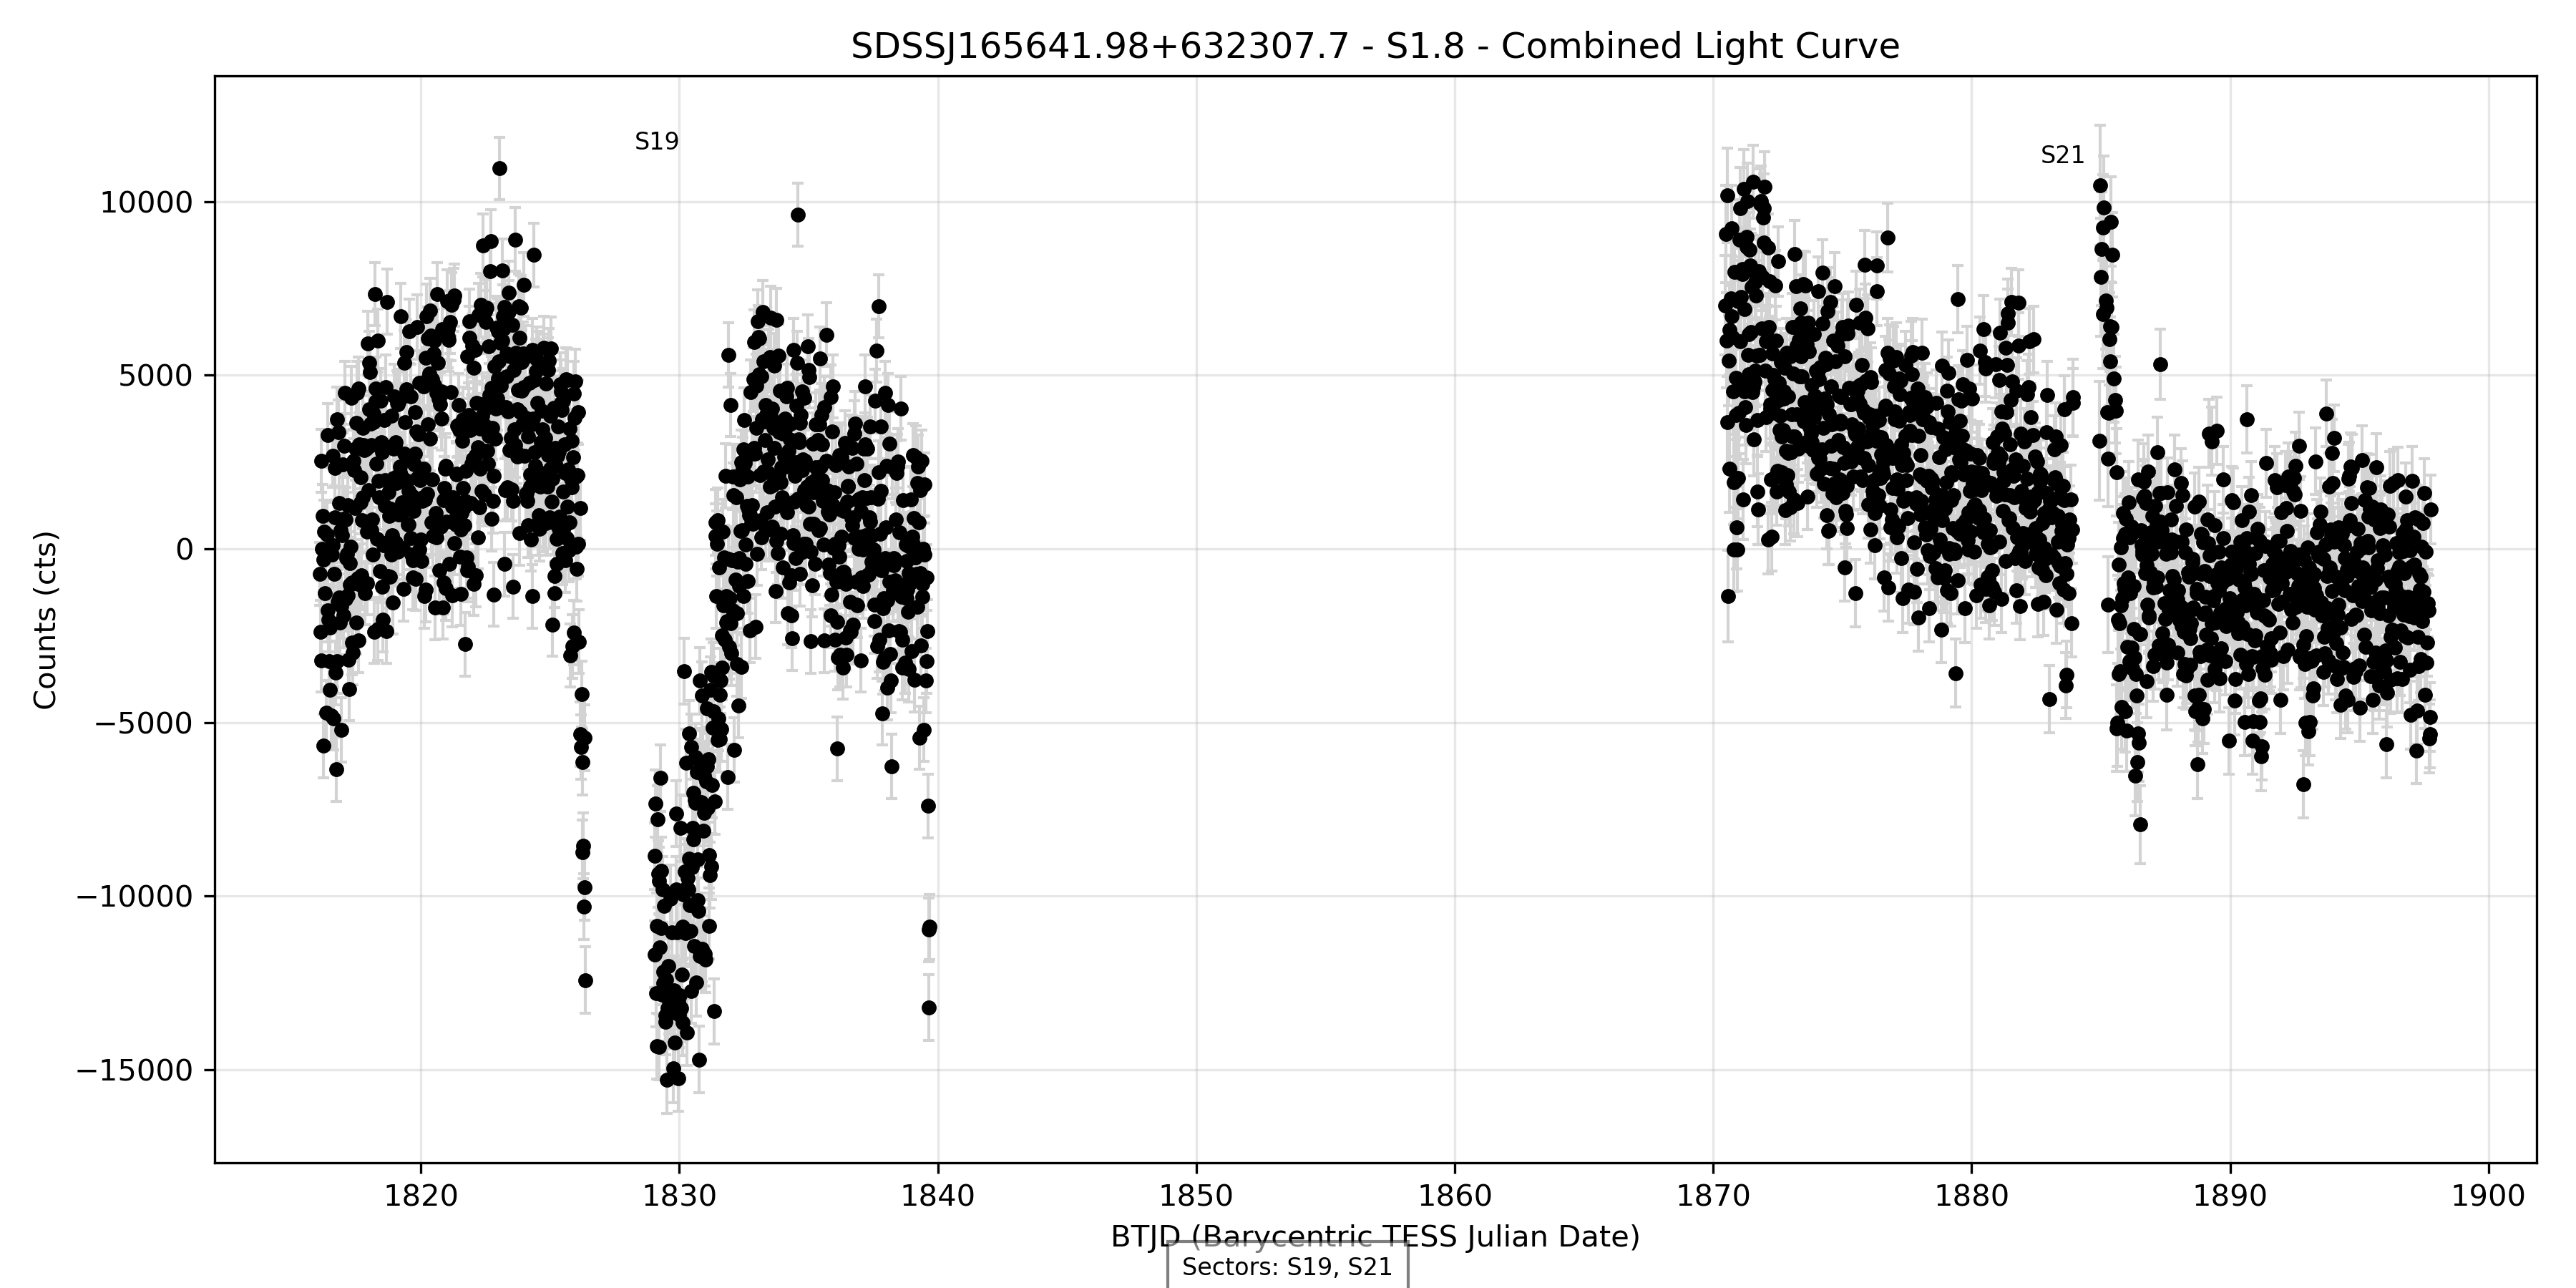 SDSSJ165641.98+632307.7 - S1.8 - Combined Light Curve
S19
S21
10000
5000
0
−5000
−10000
−15000
Counts (cts)
1820 1830 1840 1850 1860 1870 1880 1890 1900
BTJD (Barycentric TESS Julian Date)
Sectors: S19, S21